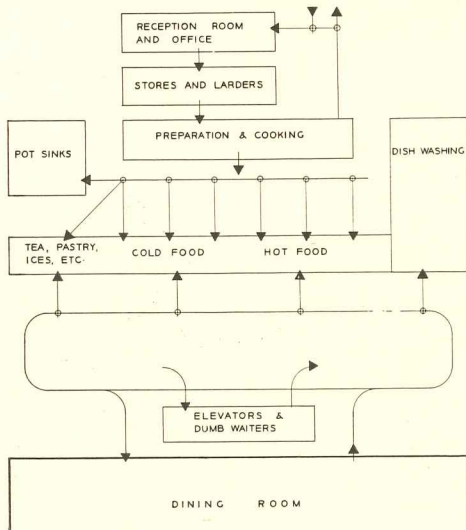 RECEPTION ROOM
AND OFFICE
STORES AND LARDERS
PREPARATION & COOKING
POT SINKS
DISH WASHING
TEA, PASTRY,
ICES, ETC.
COLD FOOD
HOT FOOD
ELEVATORS &
DUMB WAITERS
DINING ROOM